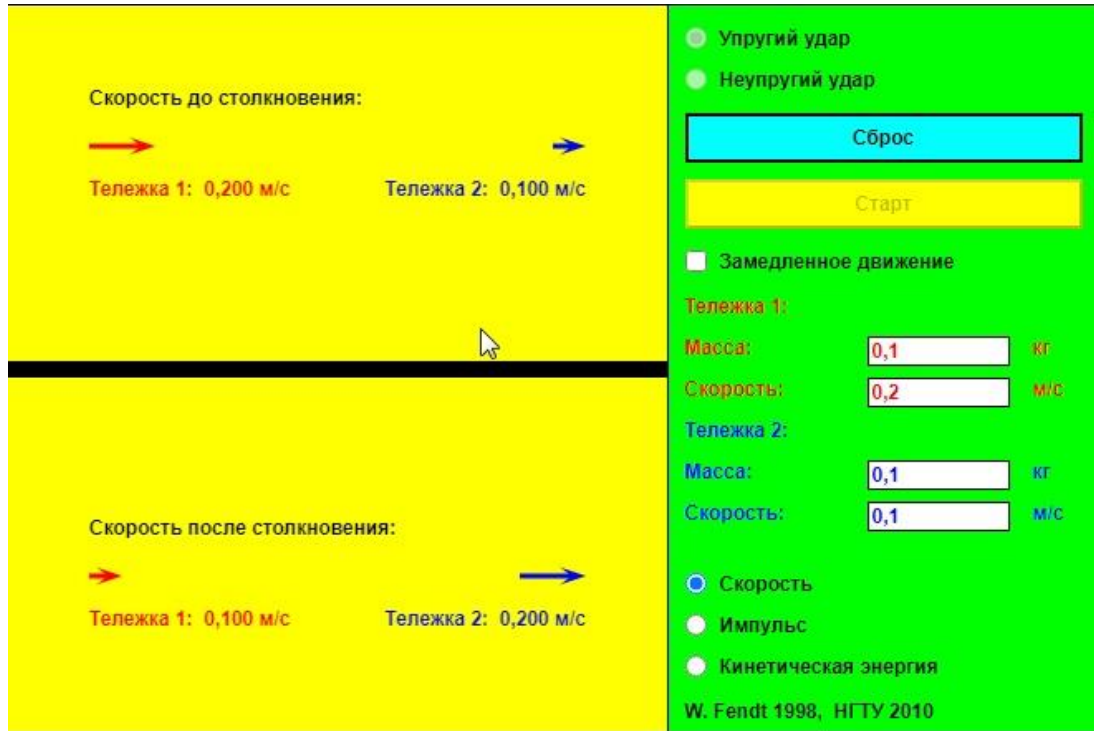 Скорость до столкновения:
Тележка 1: 0,200 м/с Тележка 2: 0,100 м/с
Скорость после столкновения:
Тележка 1: 0,100 м/с Тележка 2: 0,200 м/с
Упругий удар
Неупругий удар
Сброс
Старт
Замедленное движение
Тележка 1:
Масса: 0,1 кг
Скорость: 0,2 м/с
Тележка 2:
Масса: 0,1 кг
Скорость: 0,1 м/с
Скорость
Импульс
Кинетическая энергия
W. Fendt 1998, НГТУ 2010